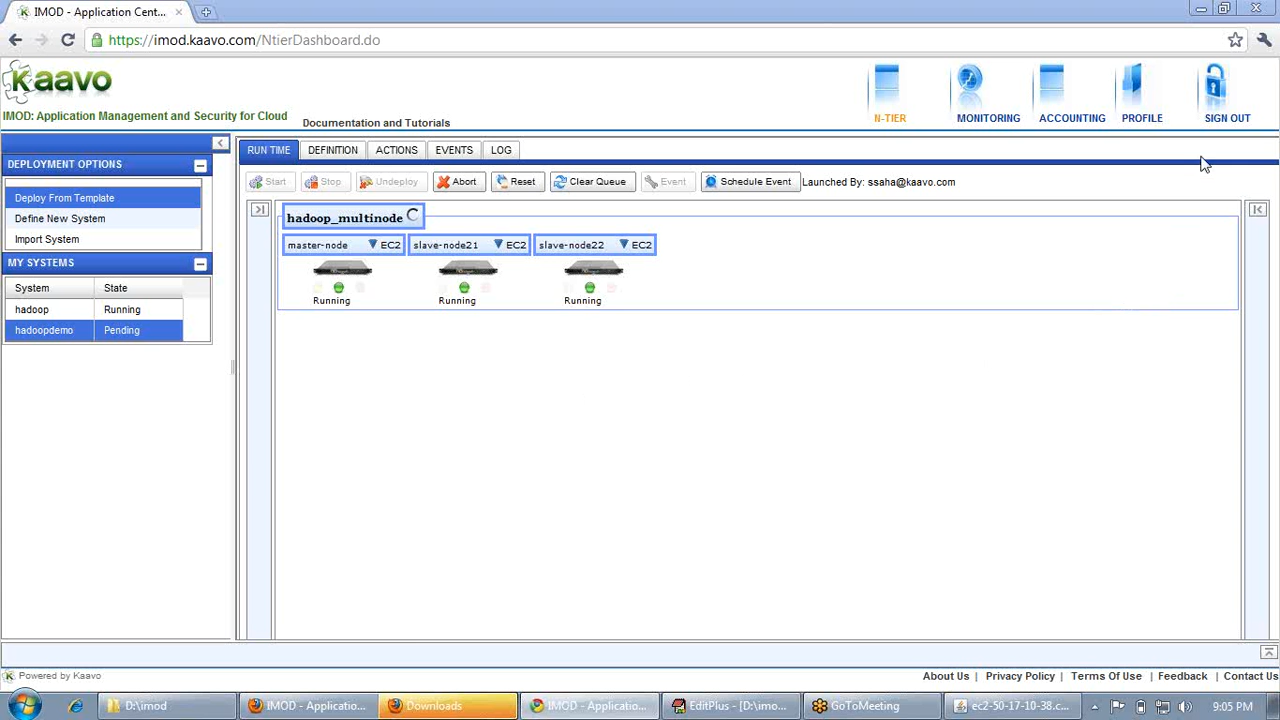 IMOD - Application Cent...
https://imod.kaavo.com/NtierDashboard.do
kaavo
IMOD: Application Management and Security for Cloud
Documentation and Tutorials
N-TIER
MONITORING
ACCOUNTING
PROFILE
SIGN OUT
DEPLOYMENT OPTIONS
Deploy From Template
Define New System
Import System
MY SYSTEMS
System State
hadoop Running
hadoopdemo Pending
RUN TIME DEFINITION ACTIONS EVENTS LOG
Start Stop Undeploy Abort Reset Clear Queue Event Schedule Event Launched By: ssaha@kaavo.com
hadoop_multinode
master-node EC2 slave-node21 EC2 slave-node22 EC2
Running Running Running
Powered by Kaavo
About Us | Privacy Policy | Terms Of Use | Feedback | Contact Us
D:\imod
IMOD - Applicatio...
Downloads
IMOD - Applicatio...
EditPlus - [D:\imo...
GoToMeeting
ec2-50-17-10-38.c...
9:05 PM